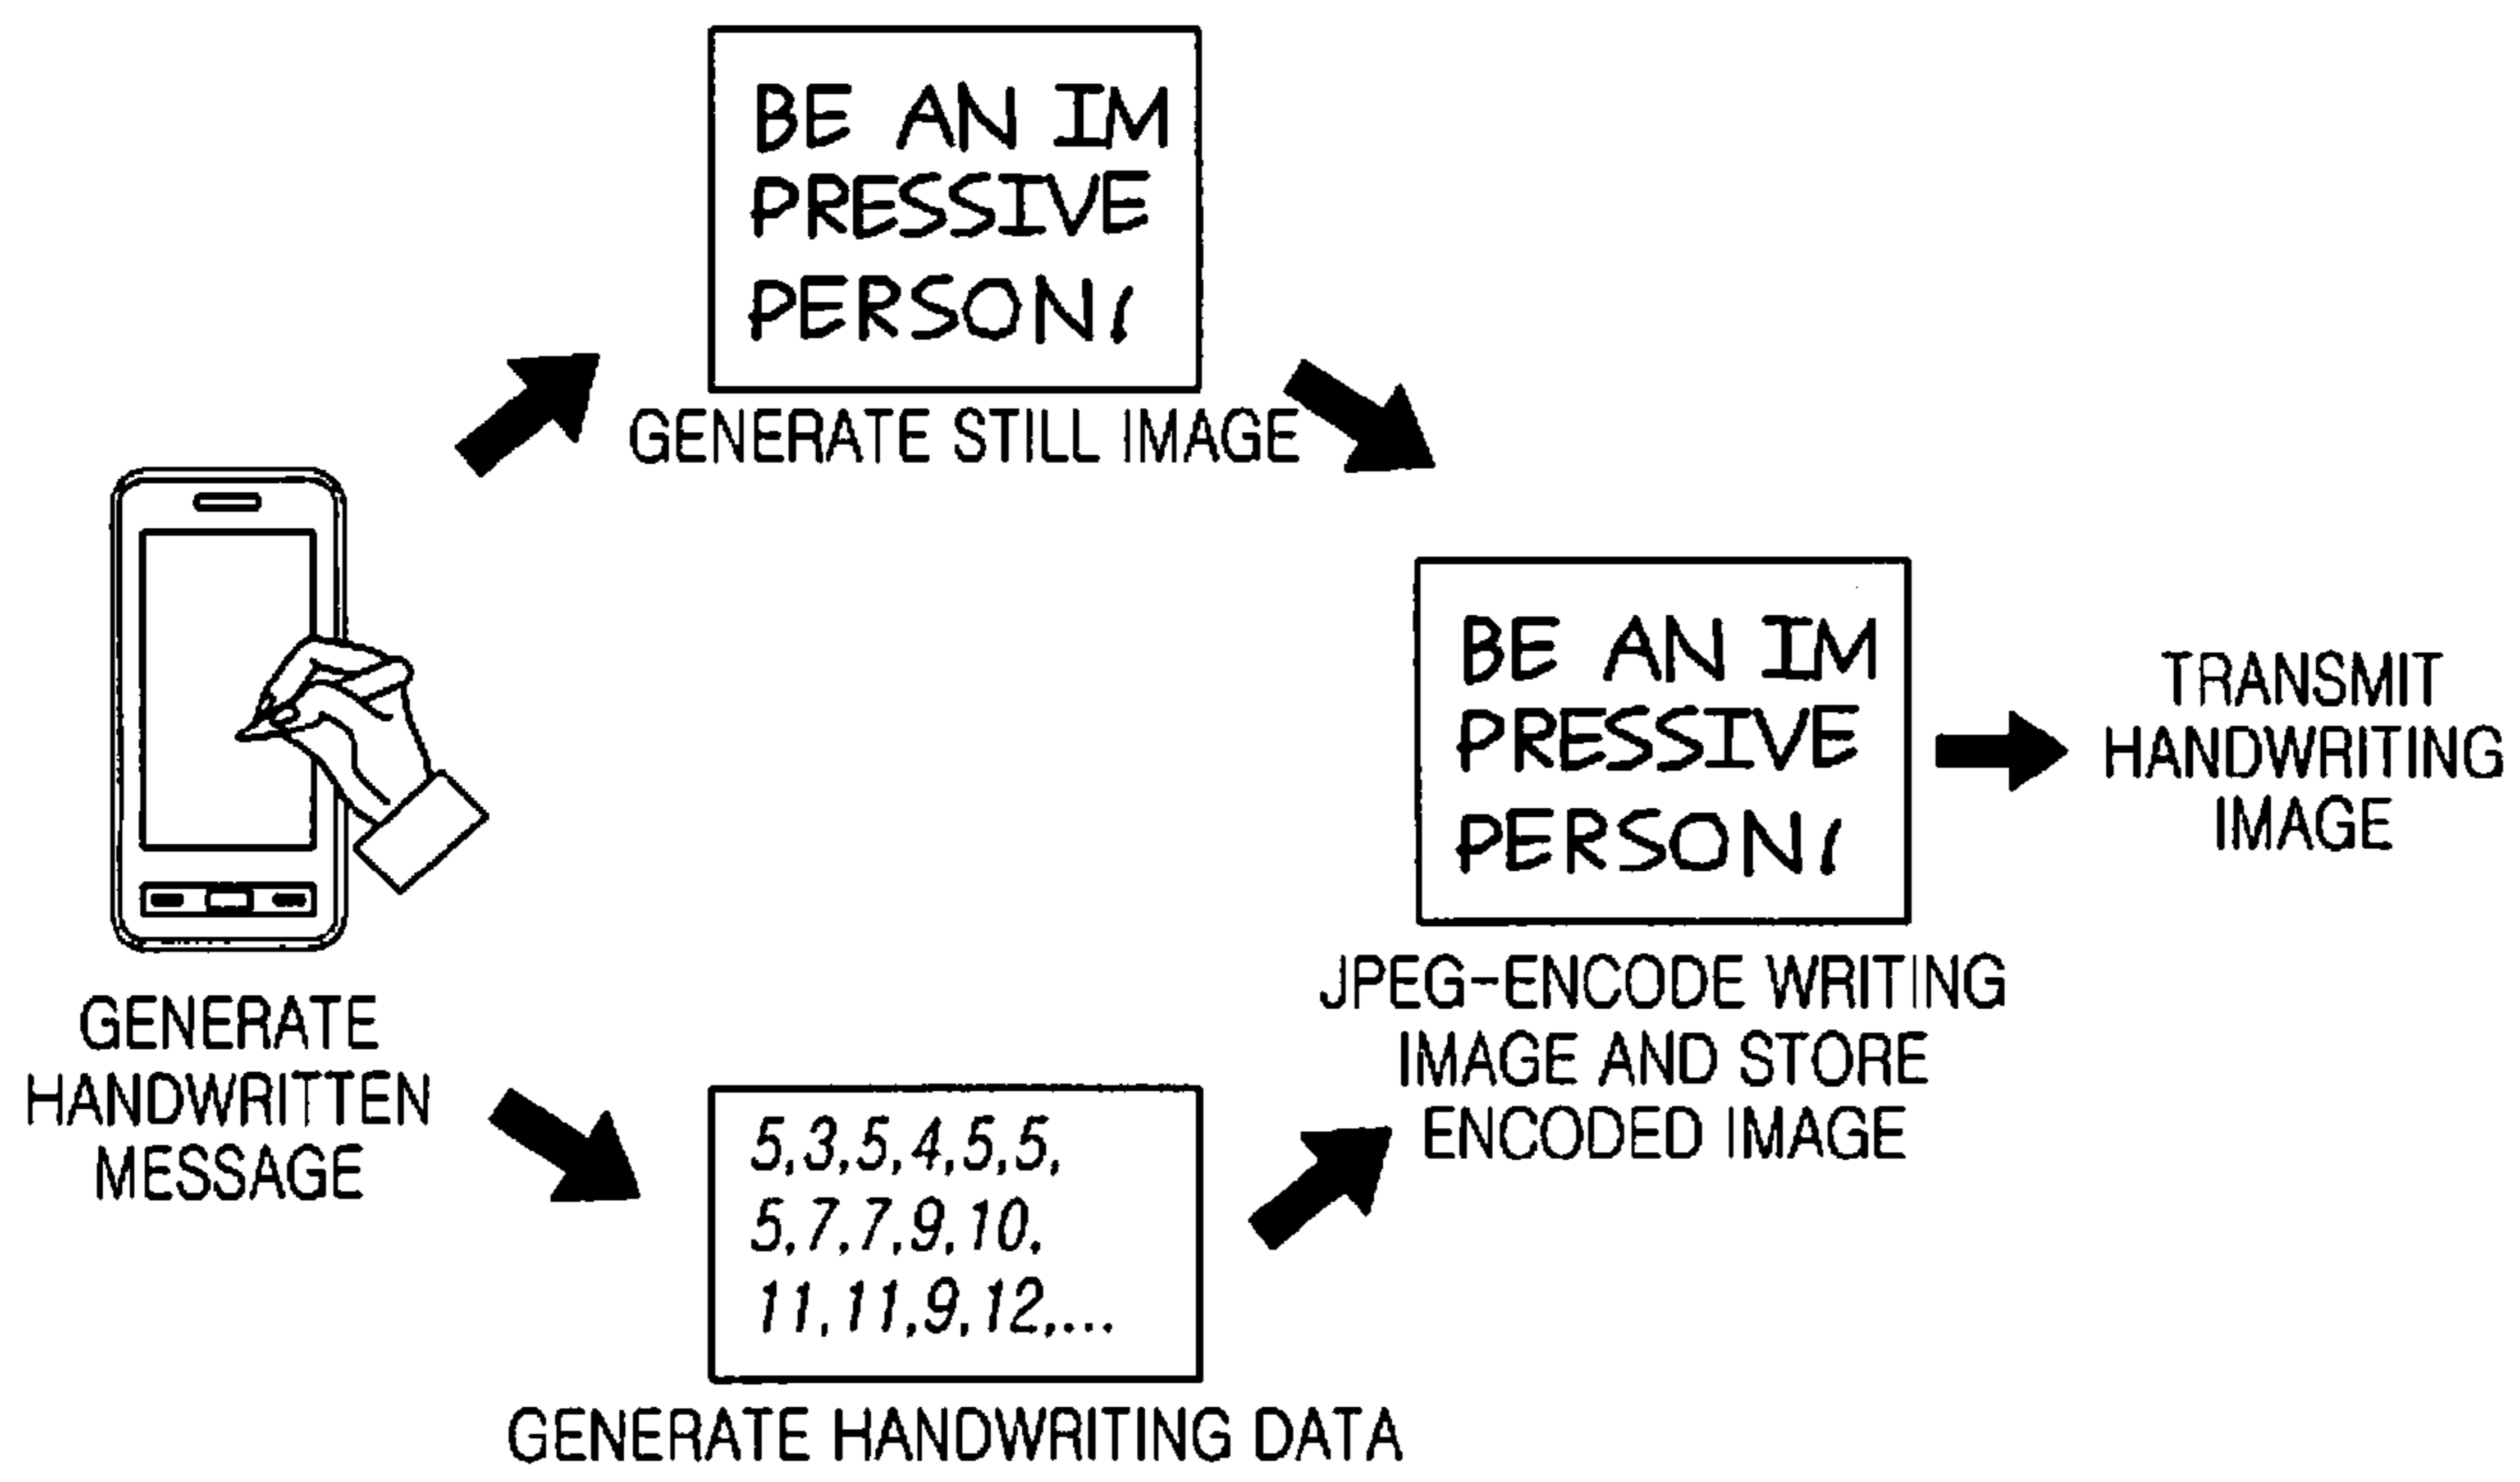 BE AN IM
PRESSIVE
PERSON!
GENERATE STILL IMAGE
GENERATE
HANDWRITTEN
MESSAGE
5,3,5,4,5,5,
5,7,7,9,10,
11,11,9,12,...
GENERATE HANDWRITING DATA
BE AN IM
PRESSIVE
PERSON!
JPEG-ENCODE WRITING
IMAGE AND STORE
ENCODED IMAGE
TRANSMIT
HANDWRITING
IMAGE